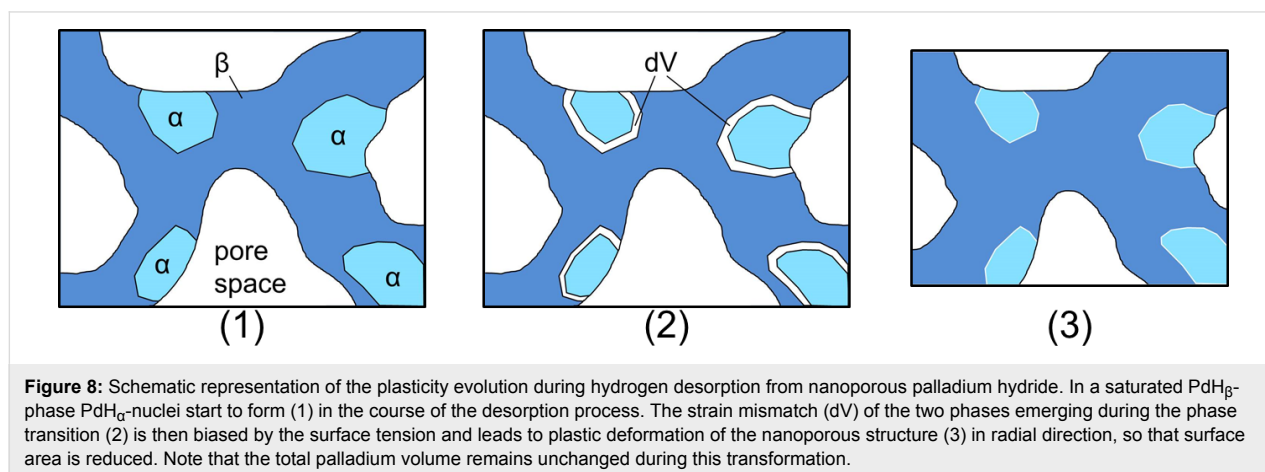 β
α
α
α
α
pore
space
(1)
dV
(2)
(3)
Figure 8: Schematic representation of the plasticity evolution during hydrogen desorption from nanoporous palladium hydride. In a saturated PdHβ-
phase PdHα-nuclei start to form (1) in the course of the desorption process. The strain mismatch (dV) of the two phases emerging during the phase
transition (2) is then biased by the surface tension and leads to plastic deformation of the nanoporous structure (3) in radial direction, so that surface
area is reduced. Note that the total palladium volume remains unchanged during this transformation.